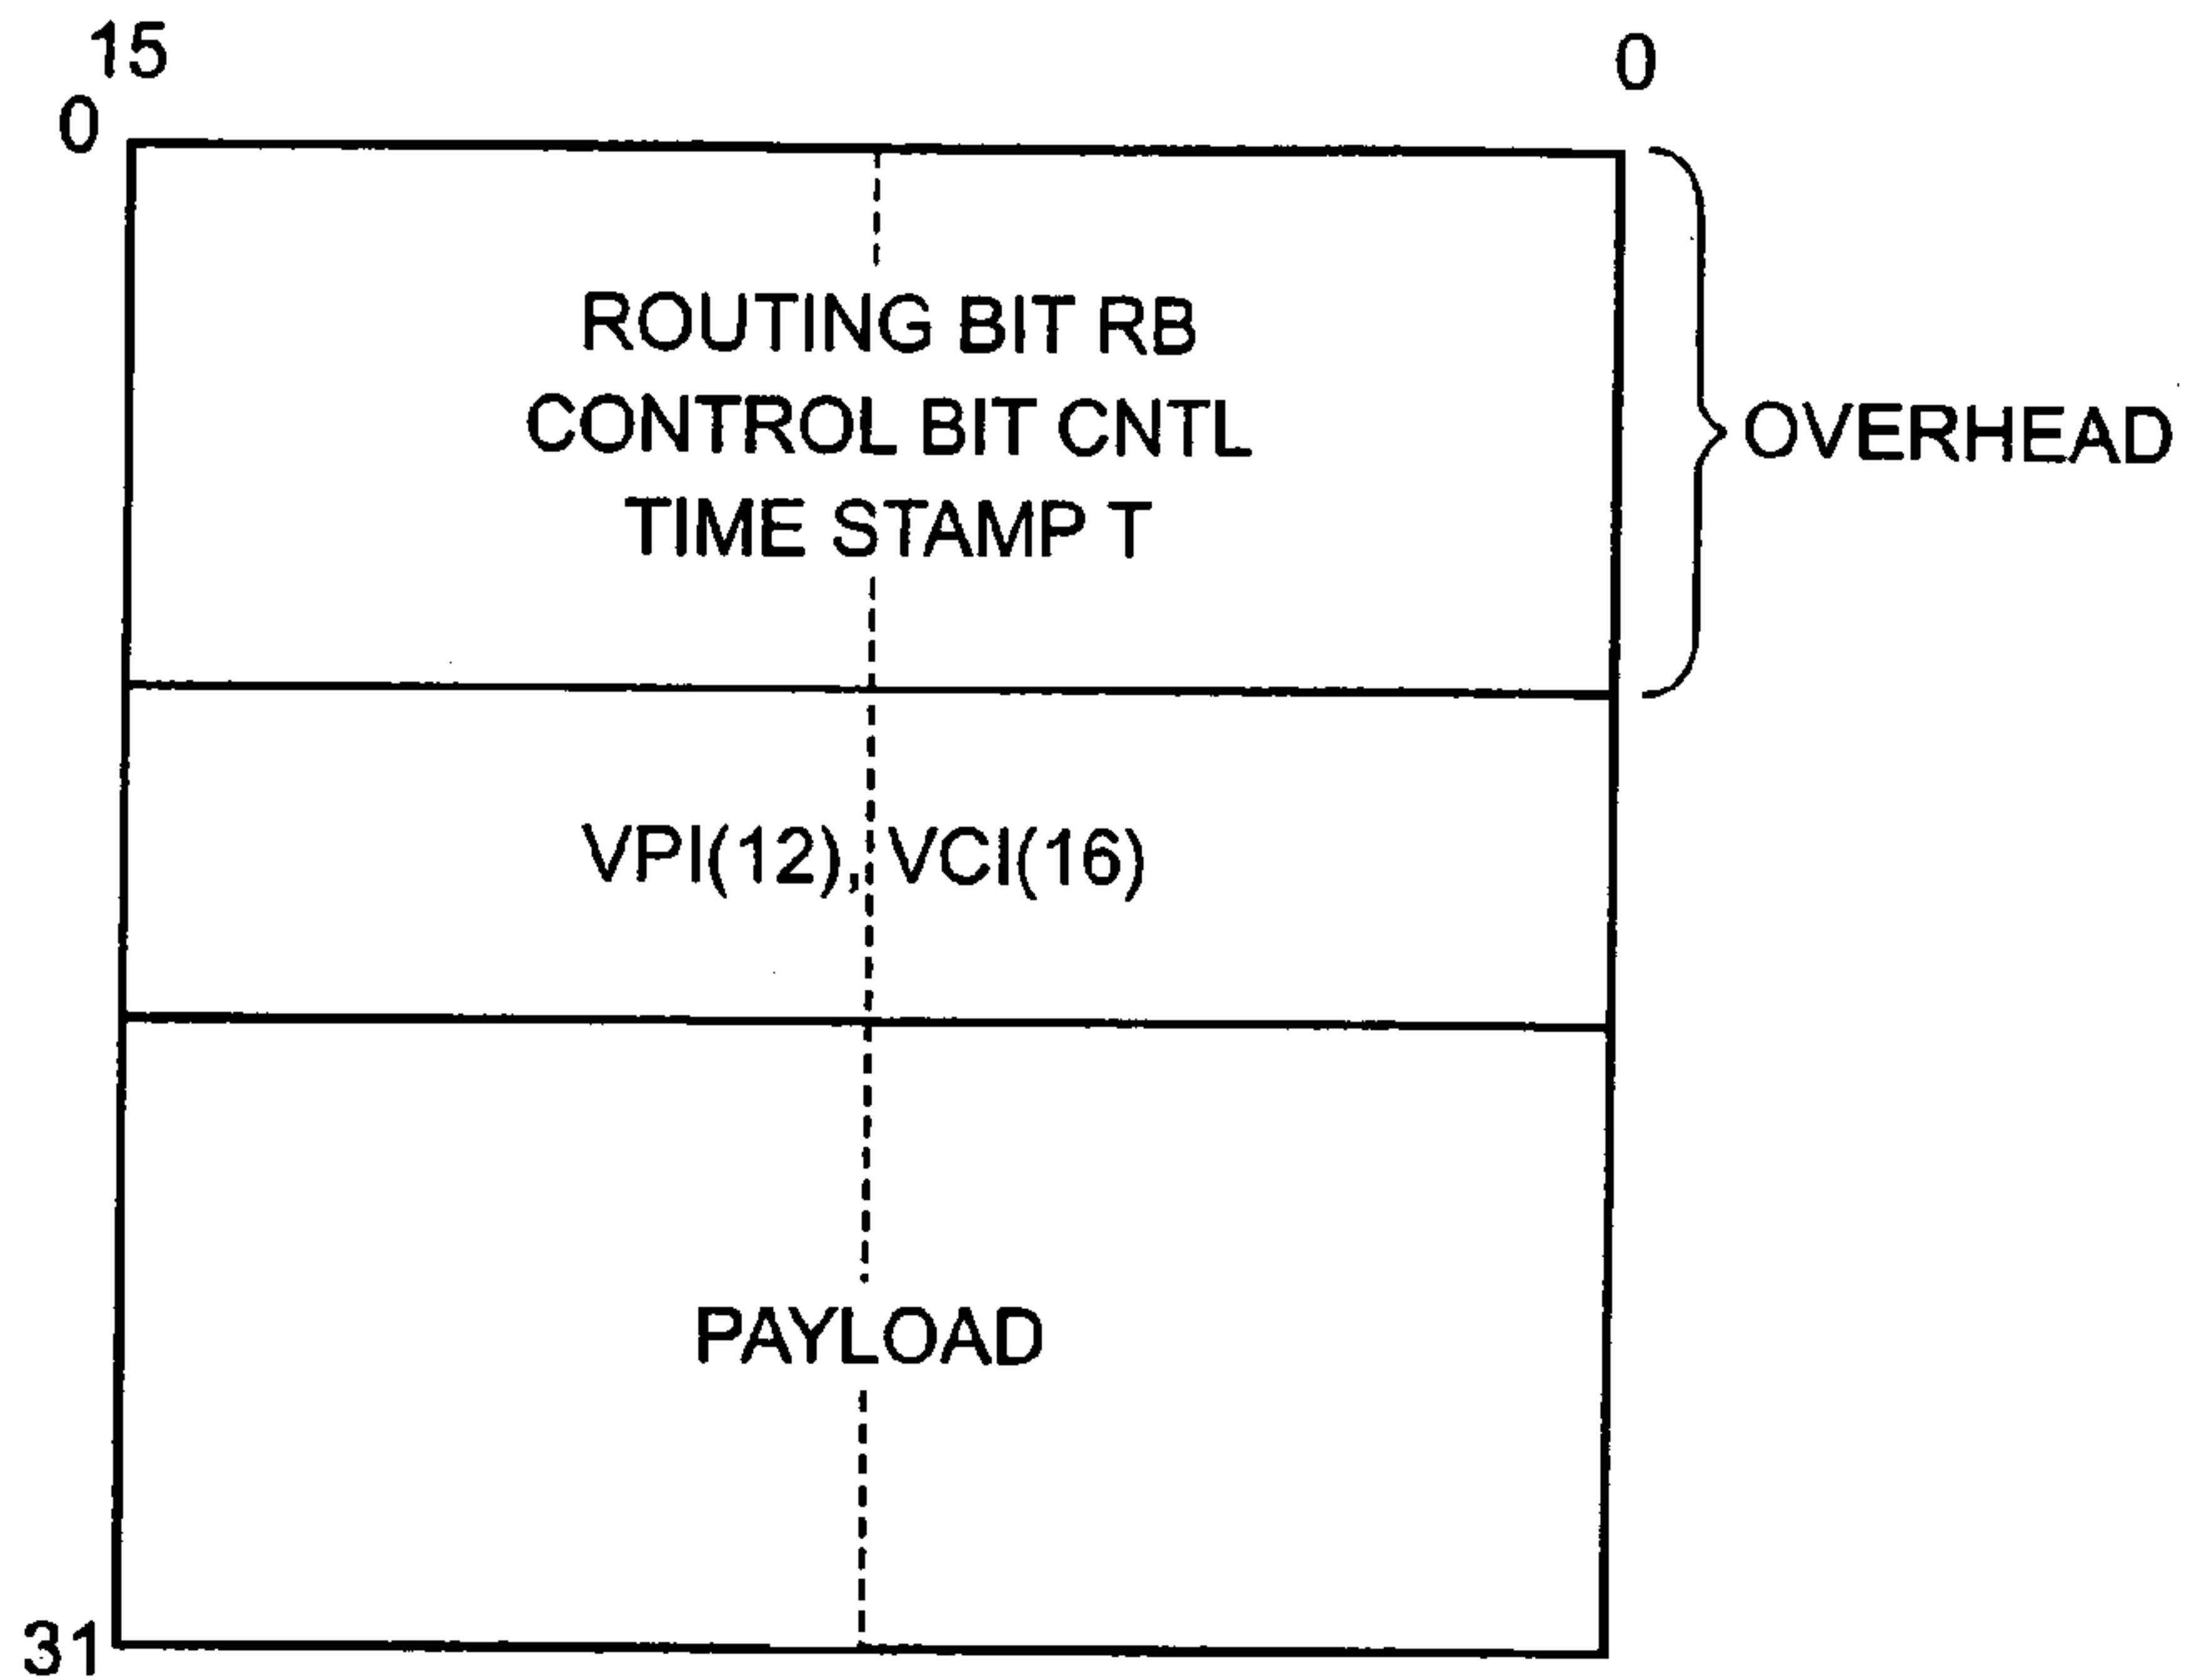 15
0
0
ROUTING BIT RB
CONTROL BIT CNTL
TIME STAMP T
OVERHEAD
VPI(12), VCI(16)
PAYLOAD
31